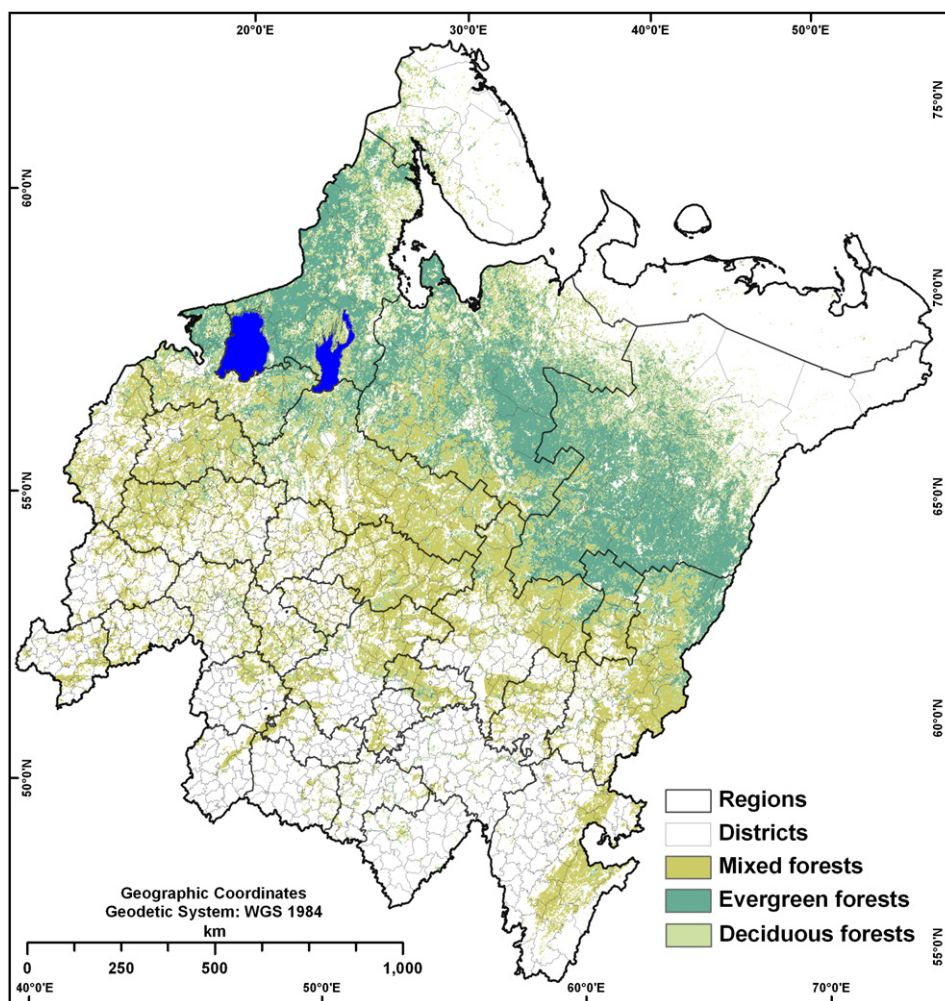 20°0'E 30°0'E 40°0'E 50°0'E
75°0'N
60°0'N
70°0'N
55°0'N
65°0'N
60°0'N
50°0'N
Regions
Districts
Mixed forests
Evergreen forests
Deciduous forests
Geographic Coordinates
Geodetic System: WGS 1984
km
0 250 500 1,000
55°0'N
40°0'E 50°0'E 60°0'E 70°0'E